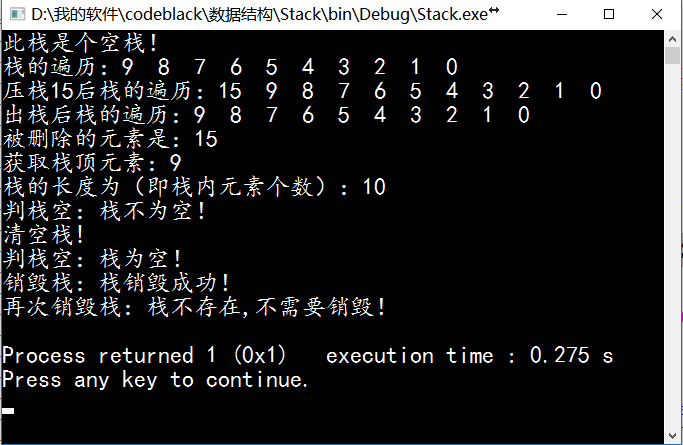 D:\我的软件\codeblack\数据结构\Stack\bin\Debug\Stack.exe
此栈是个空栈！
栈的遍历：9 8 7 6 5 4 3 2 1 0
压栈15后栈的遍历：15 9 8 7 6 5 4 3 2 1 0
出栈后栈的遍历：9 8 7 6 5 4 3 2 1 0
被删除的元素是：15
获取栈顶元素：9
栈的长度为（即栈内元素个数）：10
判栈空：栈不为空！
清空栈！
判栈空：栈为空！
销毁栈：栈销毁成功！
再次销毁栈：栈不存在,不需要销毁！
Process returned 1 (0x1) execution time : 0.275 s
Press any key to continue.